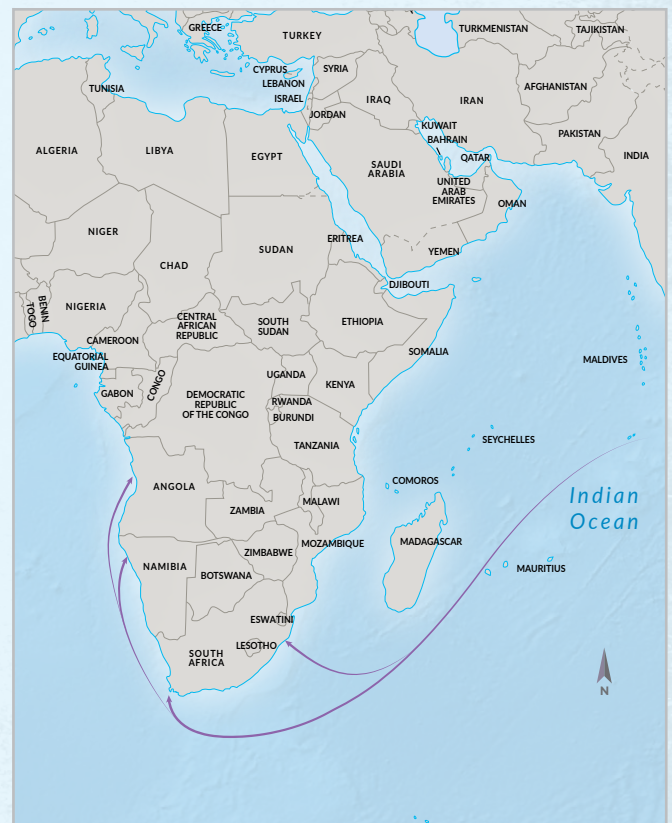 GREECE
TURKEY
TURKMENISTAN
TAJIKISTAN
CYPRUS
SYRIA
LEBANON
ISRAEL
TUNISIA
IRAQ
IRAN
AFGHANISTAN
JORDAN
KUWAIT
BAHRAIN
PAKISTAN
ALGERIA
LIBYA
EGYPT
SAUDI
ARABIA
QATAR
INDIA
UNITED
ARAB
EMIRATES
OMAN
NIGER
ERITREA
SUDAN
YEMEN
CHAD
DJIBOUTI
BENIN
TOGO
NIGERIA
CENTRAL
AFRICAN
REPUBLIC
SOUTH
SUDAN
ETHIOPIA
CAMEROON
SOMALIA
EQUATORIAL
GUINEA
MALDIVES
UGANDA
KENYA
CONGO
GABON
DEMOCRATIC
REPUBLIC
OF THE CONGO
RWANDA
BURUNDI
TANZANIA
SEYCHELLES
COMOROS
ANGOLA
Indian
Ocean
ZAMBIA
MALAWI
MOZAMBIQUE
MADAGASCAR
ZIMBABWE
NAMIBIA
BOTSWANA
MAURITIUS
ESWATINI
LESOTHO
SOUTH
AFRICA
N